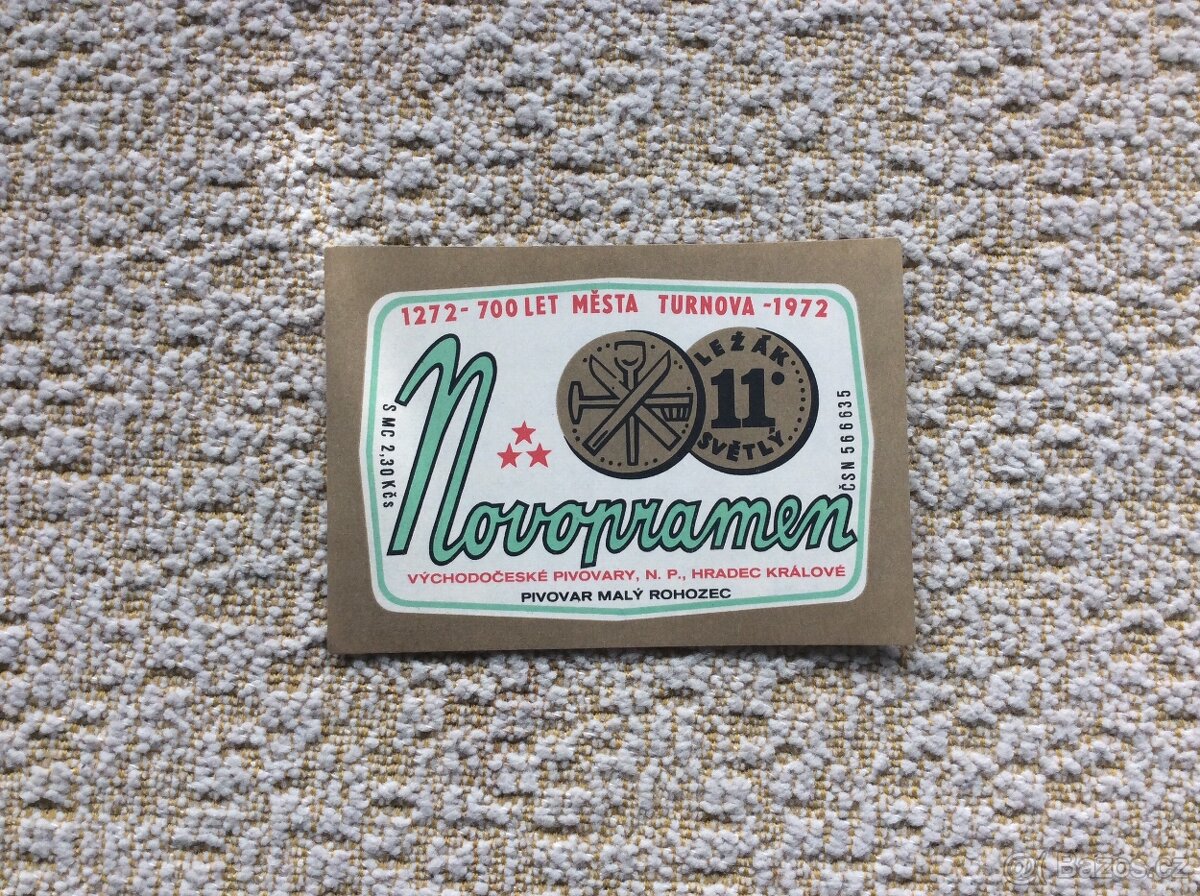 1272 - 700 LET MĚSTA TURNOVA - 1972
LEŽÁK
11°
SVĚTLÝ
S MC 2,30 Kčs
ČSN 566635
Novopramen
VÝCHODOČESKÉ PIVOVARY, N. P., HRADEC KRÁLOVÉ
PIVOVAR MALÝ ROHOZEC
@ Bazos.cz